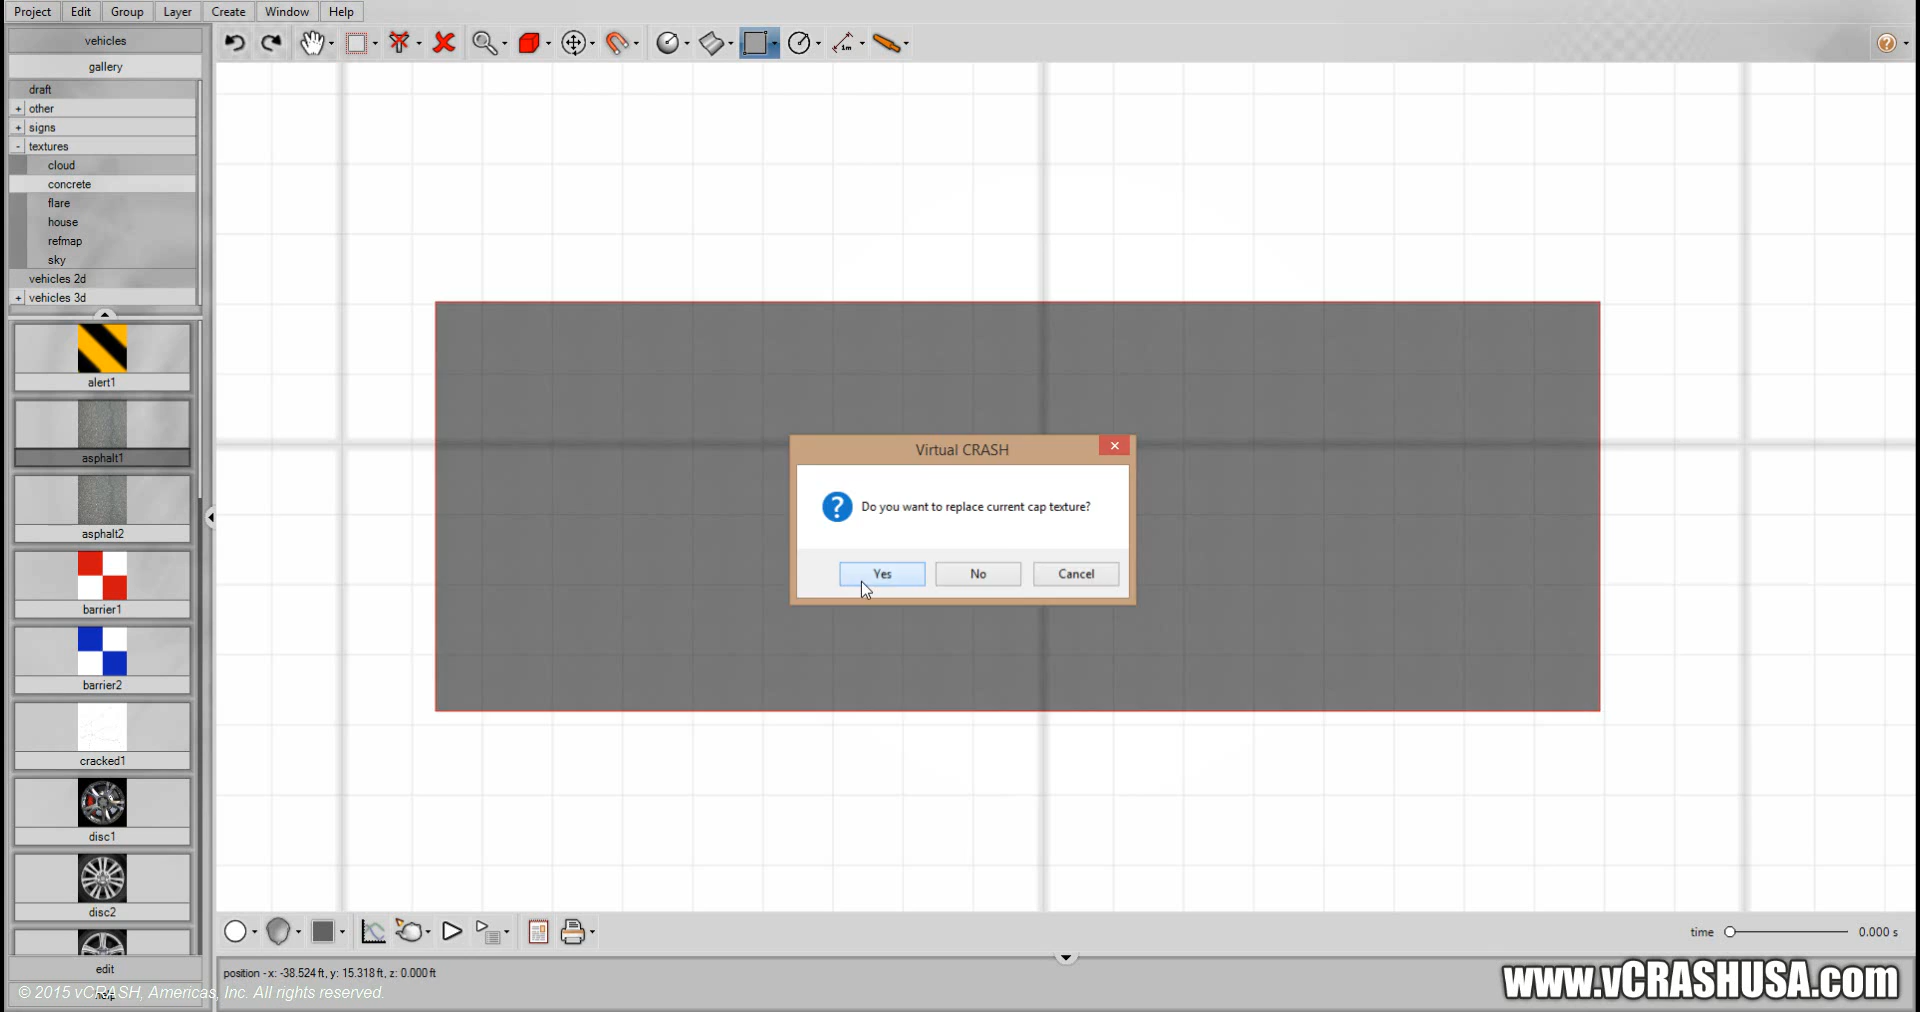 Project Edit Group Layer Create Window Help
vehicles
gallery
draft
+ other
+ signs
- textures
cloud
concrete
flare
house
refmap
sky
vehicles 2d
+ vehicles 3d
alert1
asphalt1
asphalt2
barrier1
barrier2
cracked1
disc1
disc2
edit
help
1m
Virtual CRASH
Do you want to replace current cap texture?
Yes No Cancel
time 0.000 s
position - x: -38.524 ft, y: 15.318 ft, z: 0.000 ft
© 2015 vCRASH, Americas, Inc. All rights reserved.
www.vCRASHUSA.com